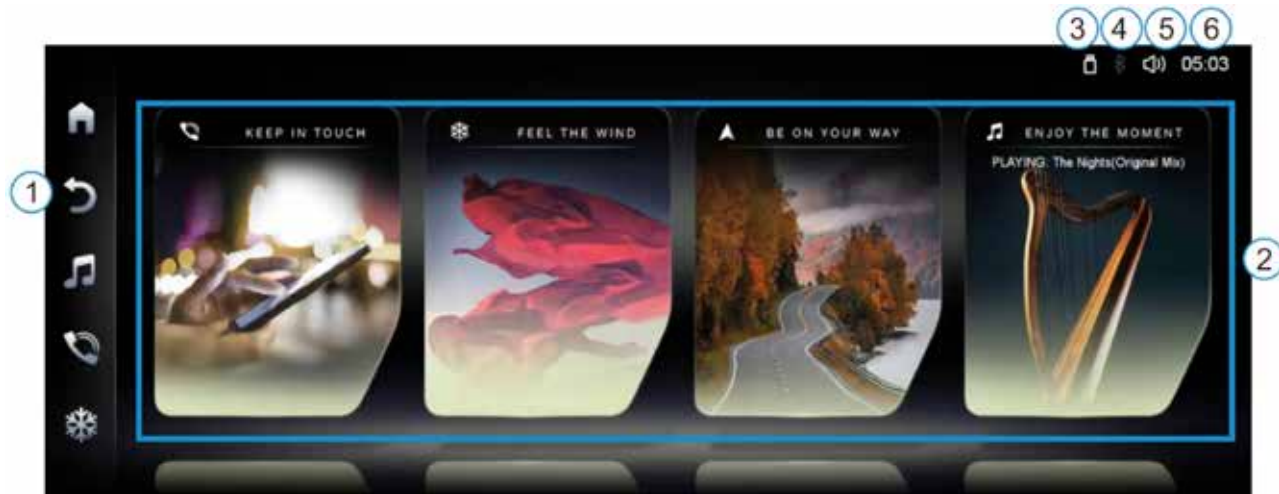 3 4 5 6
05:03
KEEP IN TOUCH
FEEL THE WIND
BE ON YOUR WAY
ENJOY THE MOMENT
PLAYING: The Nights(Original Mix)
1
2